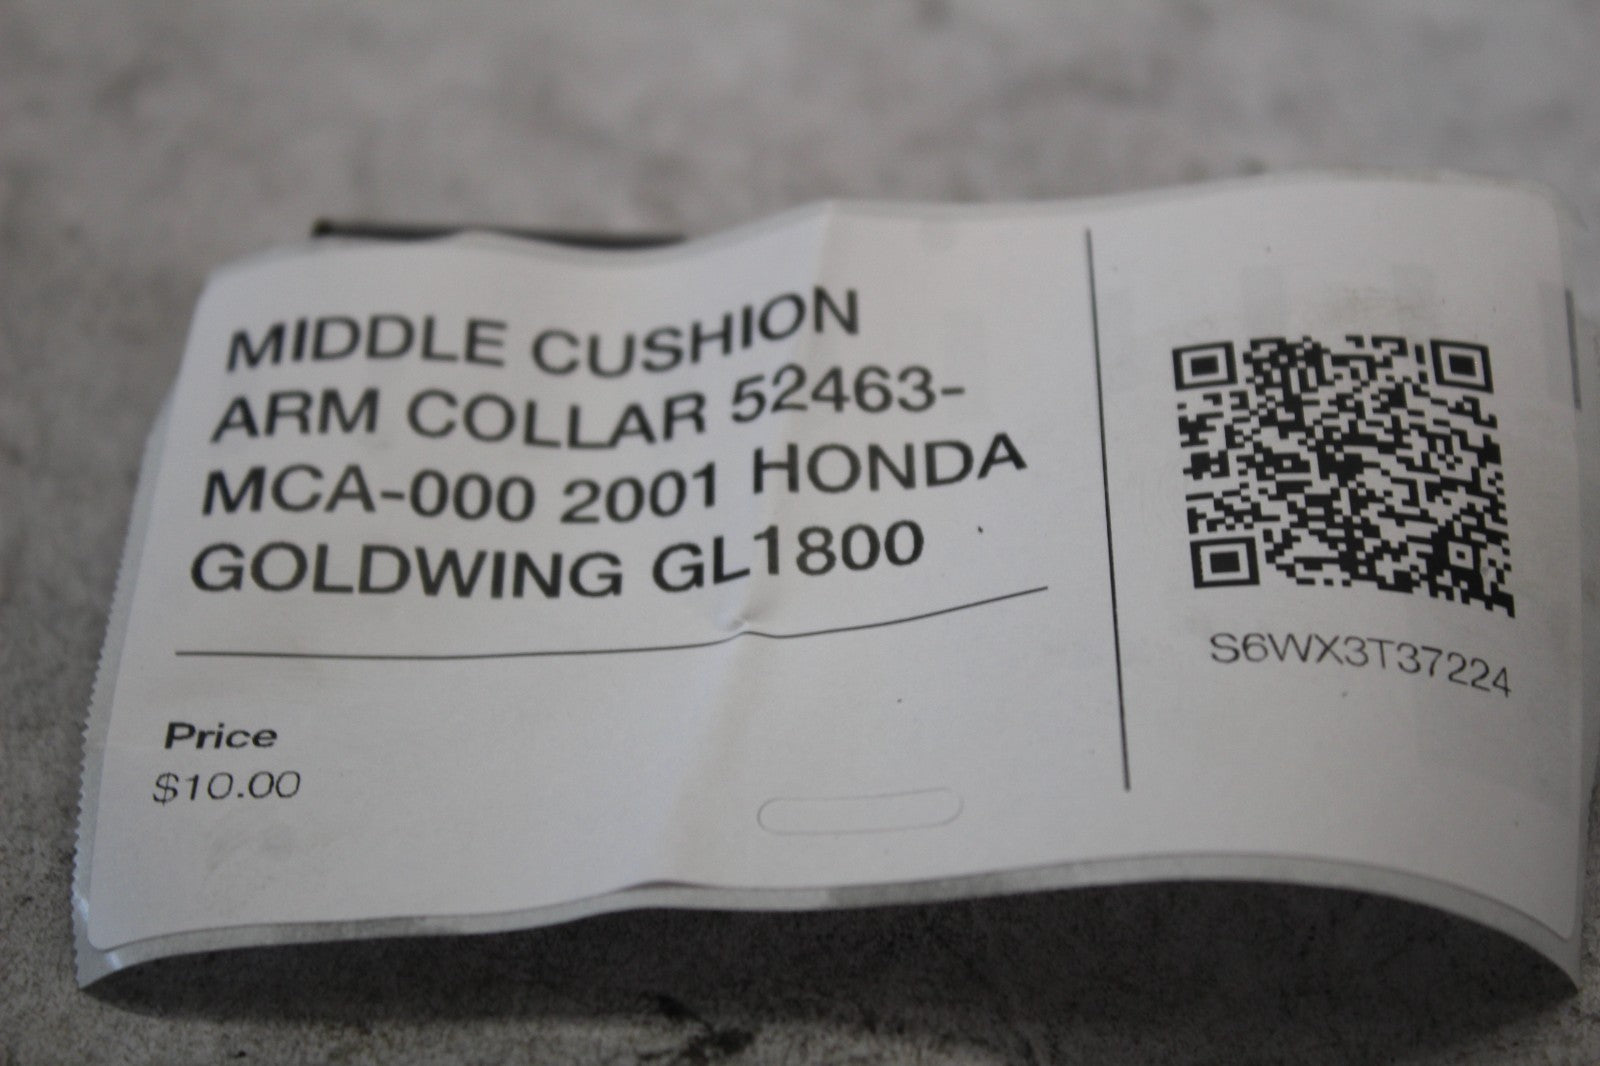 MIDDLE CUSHION
ARM COLLAR 52463-
MCA-000 2001 HONDA
GOLDWING GL1800
Price
$10.00
S6WX3T37224